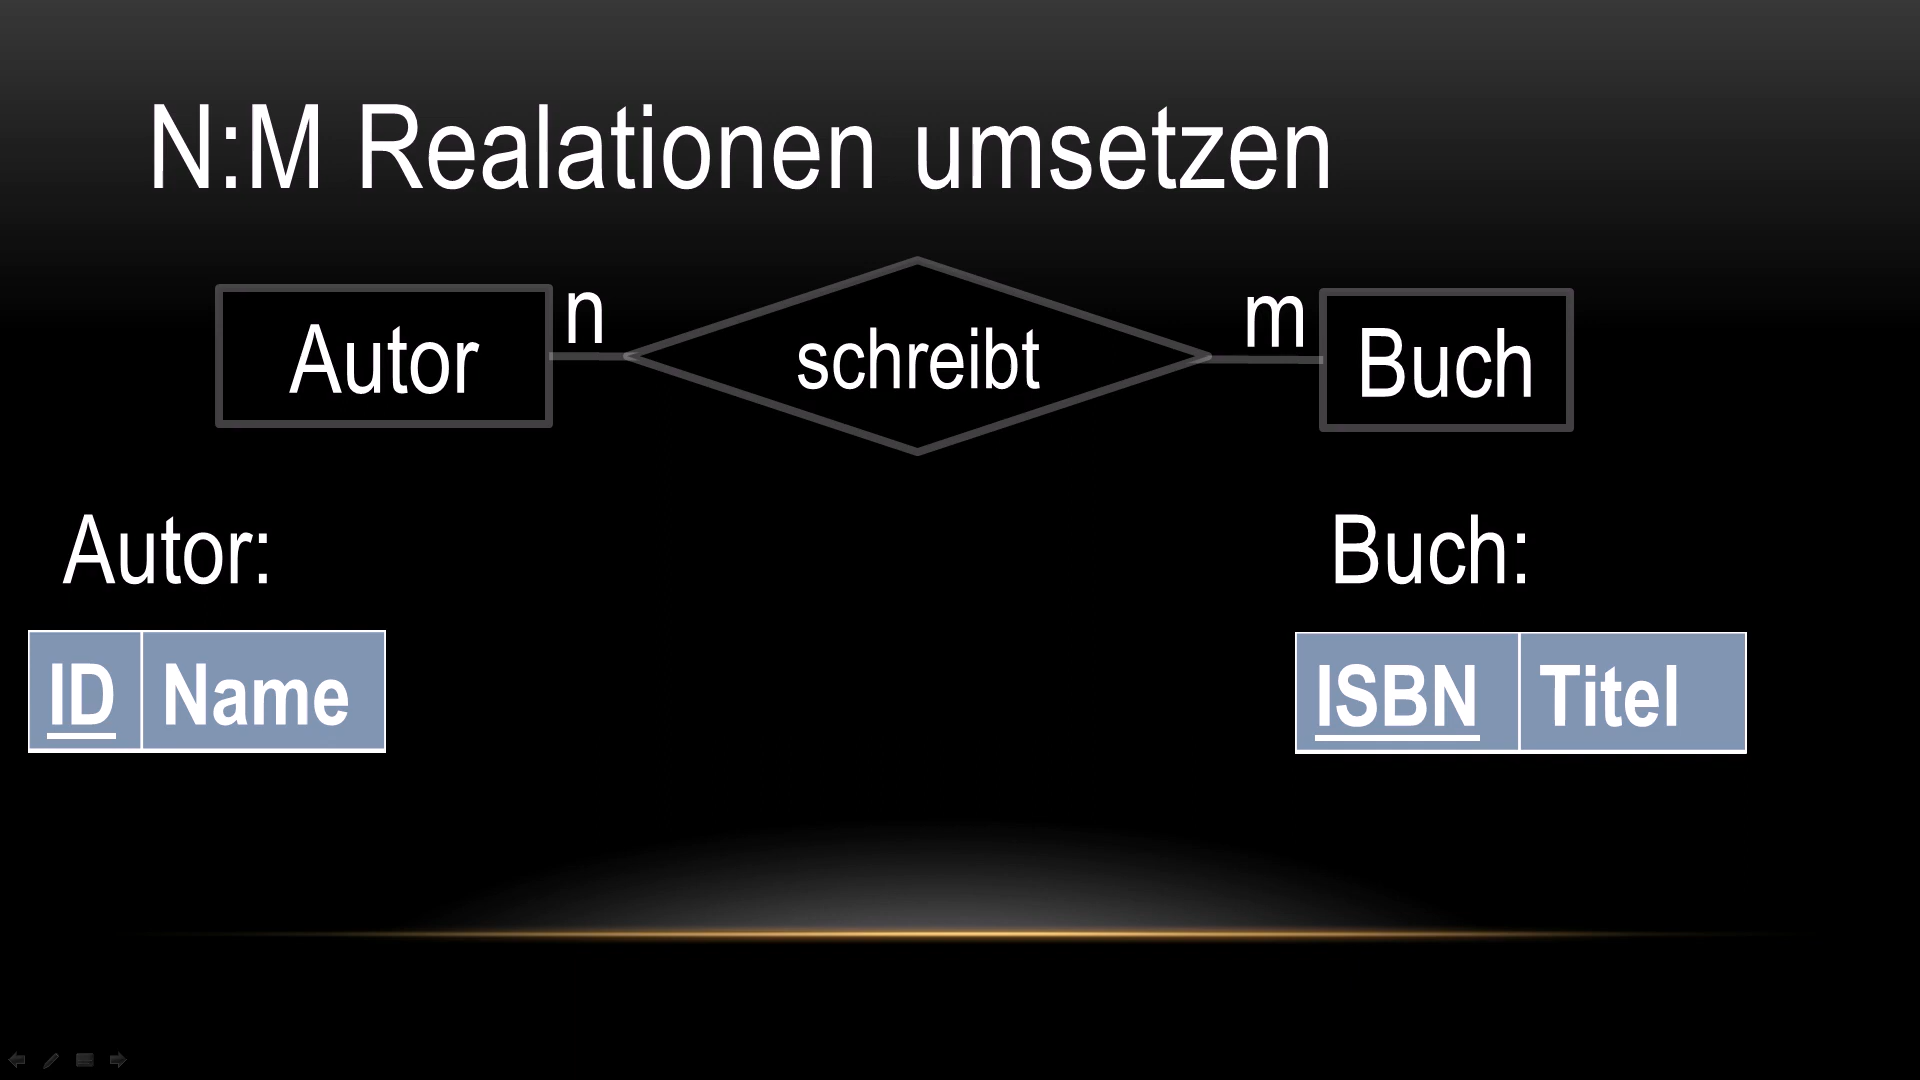 N:M Realationen umsetzen
Autor n schreibt m Buch
Autor: Buch:
ID Name ISBN Titel